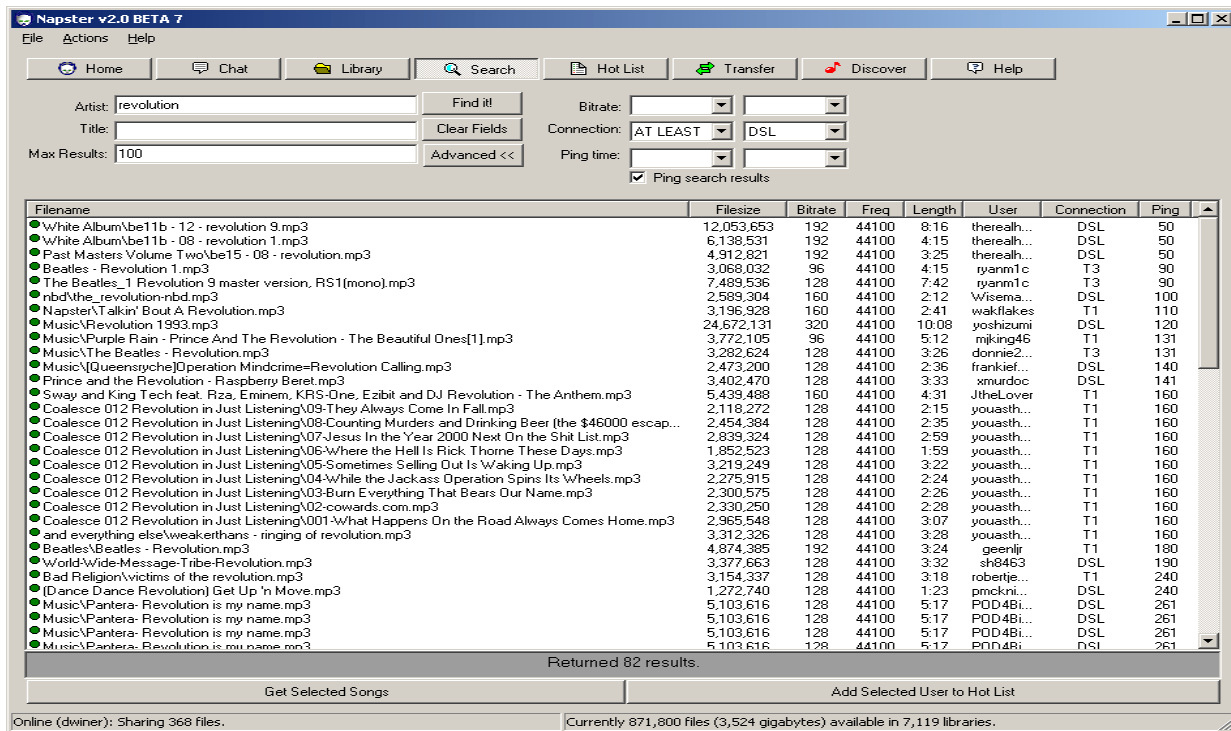 Napster v2.0 BETA 7
File Actions Help
Home Chat Library Search Hot List Transfer Discover Help
Artist: revolution Find it! Bitrate:
Title: Clear Fields Connection: AT LEAST DSL
Max Results: 100 Advanced << Ping time:
Ping search results
Filename Filesize Bitrate Freq Length User Connection Ping
White Album\be11b - 12 - revolution 9.mp3 12,053,653 192 44100 8:16 therealh... DSL 50
White Album\be11b - 08 - revolution 1.mp3 6,138,531 192 44100 4:15 therealh... DSL 50
Past Masters Volume Two\be15 - 08 - revolution.mp3 4,912,821 192 44100 3:25 therealh... DSL 50
Beatles - Revolution 1.mp3 3,068,032 96 44100 4:15 ryanm1c T3 90
The Beatles_1 Revolution 9 master version, RS1(mono).mp3 7,489,536 128 44100 7:42 ryanm1c T3 90
nbd\the_revolution-nbd.mp3 2,589,304 160 44100 2:12 Wisema... DSL 100
Napster\Talkin' Bout A Revolution.mp3 3,196,928 160 44100 2:41 wakflakes T1 110
Music\Revolution 1993.mp3 24,672,131 320 44100 10:08 yoshizumi DSL 120
Music\Purple Rain - Prince And The Revolution - The Beautiful Ones[1].mp3 3,772,105 96 44100 5:12 mjking46 T1 131
Music\The Beatles - Revolution.mp3 3,282,624 128 44100 3:26 donnie2... T3 131
Music\[Queensryche]Operation Mindcrime=Revolution Calling.mp3 2,473,200 128 44100 2:36 frankief... DSL 140
Prince and the Revolution - Raspberry Beret.mp3 3,402,470 128 44100 3:33 xmurdoc DSL 141
Sway and King Tech feat. Rza, Eminem, KRS-One, Ezibit and DJ Revolution - The Anthem.mp3 5,439,488 160 44100 4:31 JtheLover T1 160
Coalesce 012 Revolution in Just Listening\09-They Always Come In Fall.mp3 2,118,272 128 44100 2:15 youasth... T1 160
Coalesce 012 Revolution in Just Listening\08-Counting Murders and Drinking Beer (the $46000 escap... 2,454,384 128 44100 2:35 youasth... T1 160
Coalesce 012 Revolution in Just Listening\07-Jesus In the Year 2000 Next On the Shit List.mp3 2,839,324 128 44100 2:59 youasth... T1 160
Coalesce 012 Revolution in Just Listening\06-Where the Hell Is Rick Thorne These Days.mp3 1,852,523 128 44100 1:59 youasth... T1 160
Coalesce 012 Revolution in Just Listening\05-Sometimes Selling Out Is Waking Up.mp3 3,219,249 128 44100 3:22 youasth... T1 160
Coalesce 012 Revolution in Just Listening\04-While the Jackass Operation Spins Its Wheels.mp3 2,275,915 128 44100 2:24 youasth... T1 160
Coalesce 012 Revolution in Just Listening\03-Burn Everything That Bears Our Name.mp3 2,300,575 128 44100 2:26 youasth... T1 160
Coalesce 012 Revolution in Just Listening\02-cowards.com.mp3 2,330,250 128 44100 2:28 youasth... T1 160
Coalesce 012 Revolution in Just Listening\001-What Happens On the Road Always Comes Home.mp3 2,965,548 128 44100 3:07 youasth... T1 160
and everything else\weakerthans - ringing of revolution.mp3 3,312,326 128 44100 3:28 youasth... T1 160
Beatles\Beatles - Revolution.mp3 4,874,385 192 44100 3:24 geenljr T1 180
World-Wide-Message-Tribe-Revolution.mp3 3,377,663 128 44100 3:32 sh8463 DSL 190
Bad Religion\victims of the revolution.mp3 3,154,337 128 44100 3:18 robertje... T1 240
(Dance Dance Revolution) Get Up 'n Move.mp3 1,272,740 128 44100 1:23 pmckni... DSL 240
Music\Pantera- Revolution is my name.mp3 5,103,616 128 44100 5:17 POD4Bi... DSL 261
Music\Pantera- Revolution is my name.mp3 5,103,616 128 44100 5:17 POD4Bi... DSL 261
Music\Pantera- Revolution is my name.mp3 5,103,616 128 44100 5:17 POD4Bi... DSL 261
Music\Pantera- Revolution is my name.mp3 5,103,616 128 44100 5:17 POD4Bi... DSL 261
Returned 82 results.
Get Selected Songs Add Selected User to Hot List
Online (dwiner): Sharing 368 files. Currently 871,800 files (3,524 gigabytes) available in 7,119 libraries.